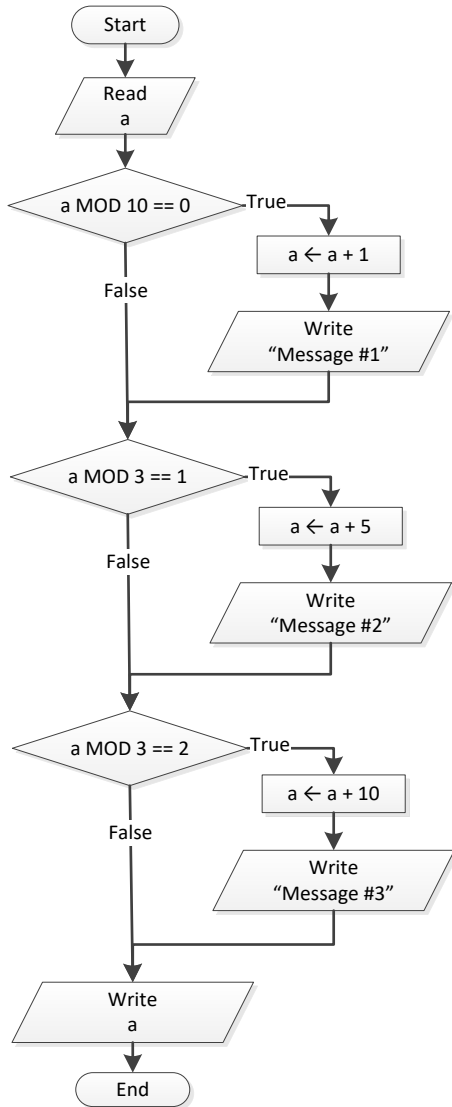 Start
Read
a
a MOD 10 == 0
True
a ← a + 1
False
Write
“Message #1”
a MOD 3 == 1
True
a ← a + 5
False
Write
“Message #2”
a MOD 3 == 2
True
a ← a + 10
False
Write
“Message #3”
Write
a
End